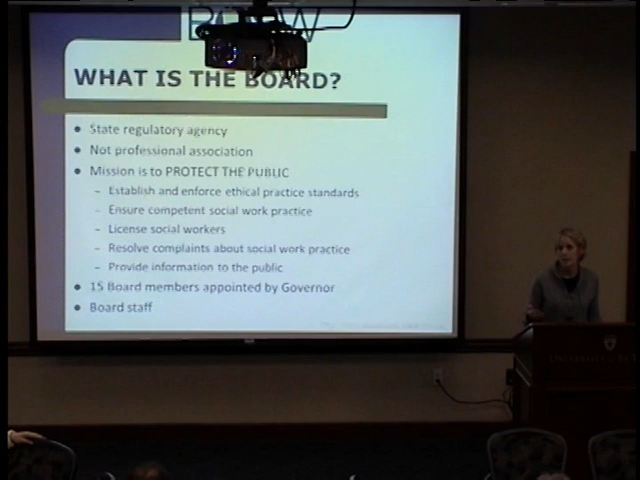 WHAT IS THE BOARD?
• State regulatory agency
• Not professional association
• Mission is to PROTECT THE PUBLIC
– Establish and enforce ethical practice standards
– Ensure competent social work practice
– License social workers
– Resolve complaints about social work practice
– Provide information to the public
• 15 Board members appointed by Governor
• Board staff